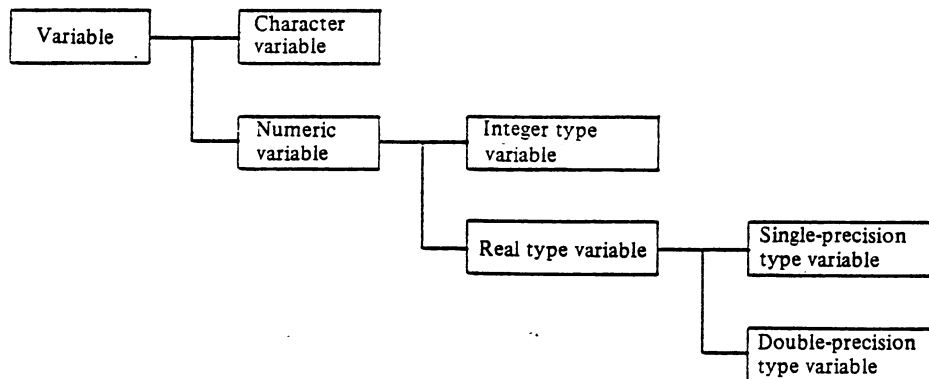 Variable
Character
variable
Numeric
variable
Integer type
variable
Real type variable
Single-precision
type variable
Double-precision
type variable